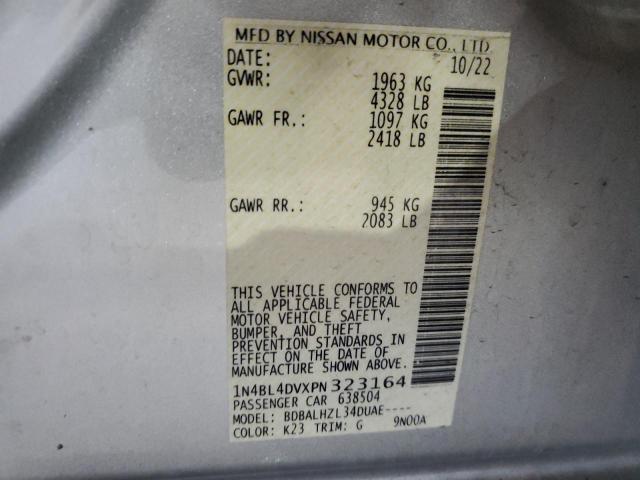 MFD BY NISSAN MOTOR CO., LTD.
DATE: 10/22
GVWR: 1963 KG
4328 LB
GAWR FR.: 1097 KG
2418 LB
GAWR RR.: 945 KG
2083 LB
THIS VEHICLE CONFORMS TO
ALL APPLICABLE FEDERAL
MOTOR VEHICLE SAFETY,
BUMPER, AND THEFT
PREVENTION STANDARDS IN
EFFECT ON THE DATE OF
MANUFACTURE SHOWN ABOVE.
1N4BL4DVXPN323164
PASSENGER CAR 638504
MODEL: BDBALHZL34DUAE----
COLOR: K23 TRIM: G 9N00A